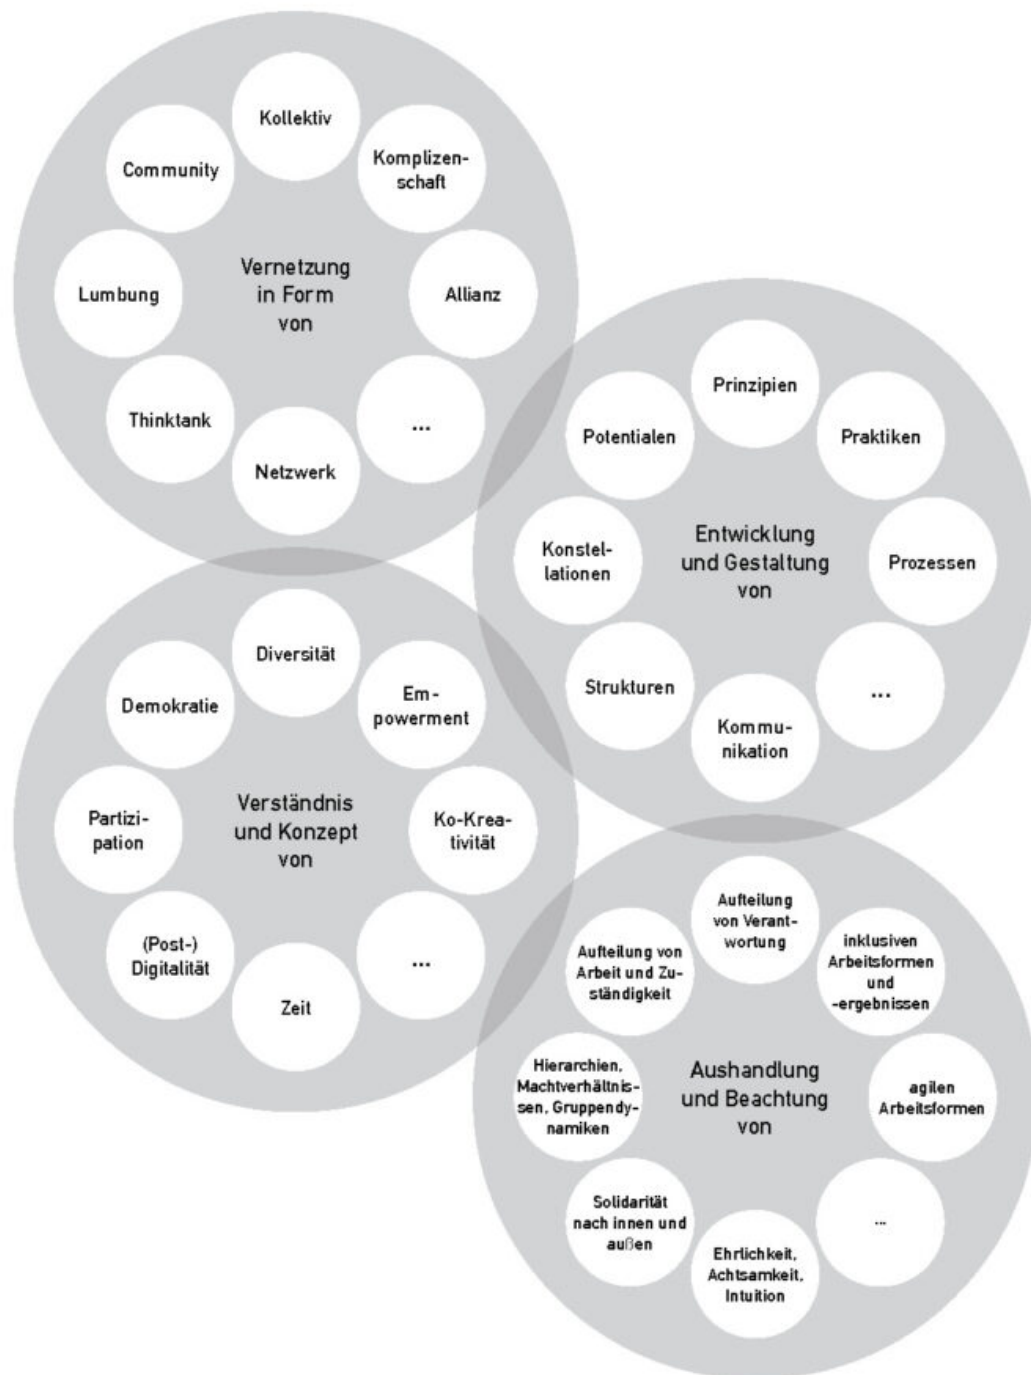 Vernetzung
in Form
von
Kollektiv
Komplizen-
schaft
Allianz
...
Netzwerk
Thinktank
Lumbung
Community
Entwicklung
und Gestaltung
von
Prinzipien
Praktiken
Prozessen
...
Kommu-
nikation
Strukturen
Konstel-
lationen
Potentialen
Verständnis
und Konzept
von
Diversität
Em-
powerment
Ko-Krea-
tivität
...
Zeit
(Post-)
Digitalität
Partizi-
pation
Demokratie
Aushandlung
und Beachtung
von
Aufteilung
von Verant-
wortung
inklusiven
Arbeitsformen
und
-ergebnissen
agilen
Arbeitsformen
...
Ehrlichkeit,
Achtsamkeit,
Intuition
Solidarität
nach innen und
außen
Hierarchien,
Machtverhältnis-
sen, Gruppendy-
namiken
Aufteilung von
Arbeit und Zu-
ständigkeit